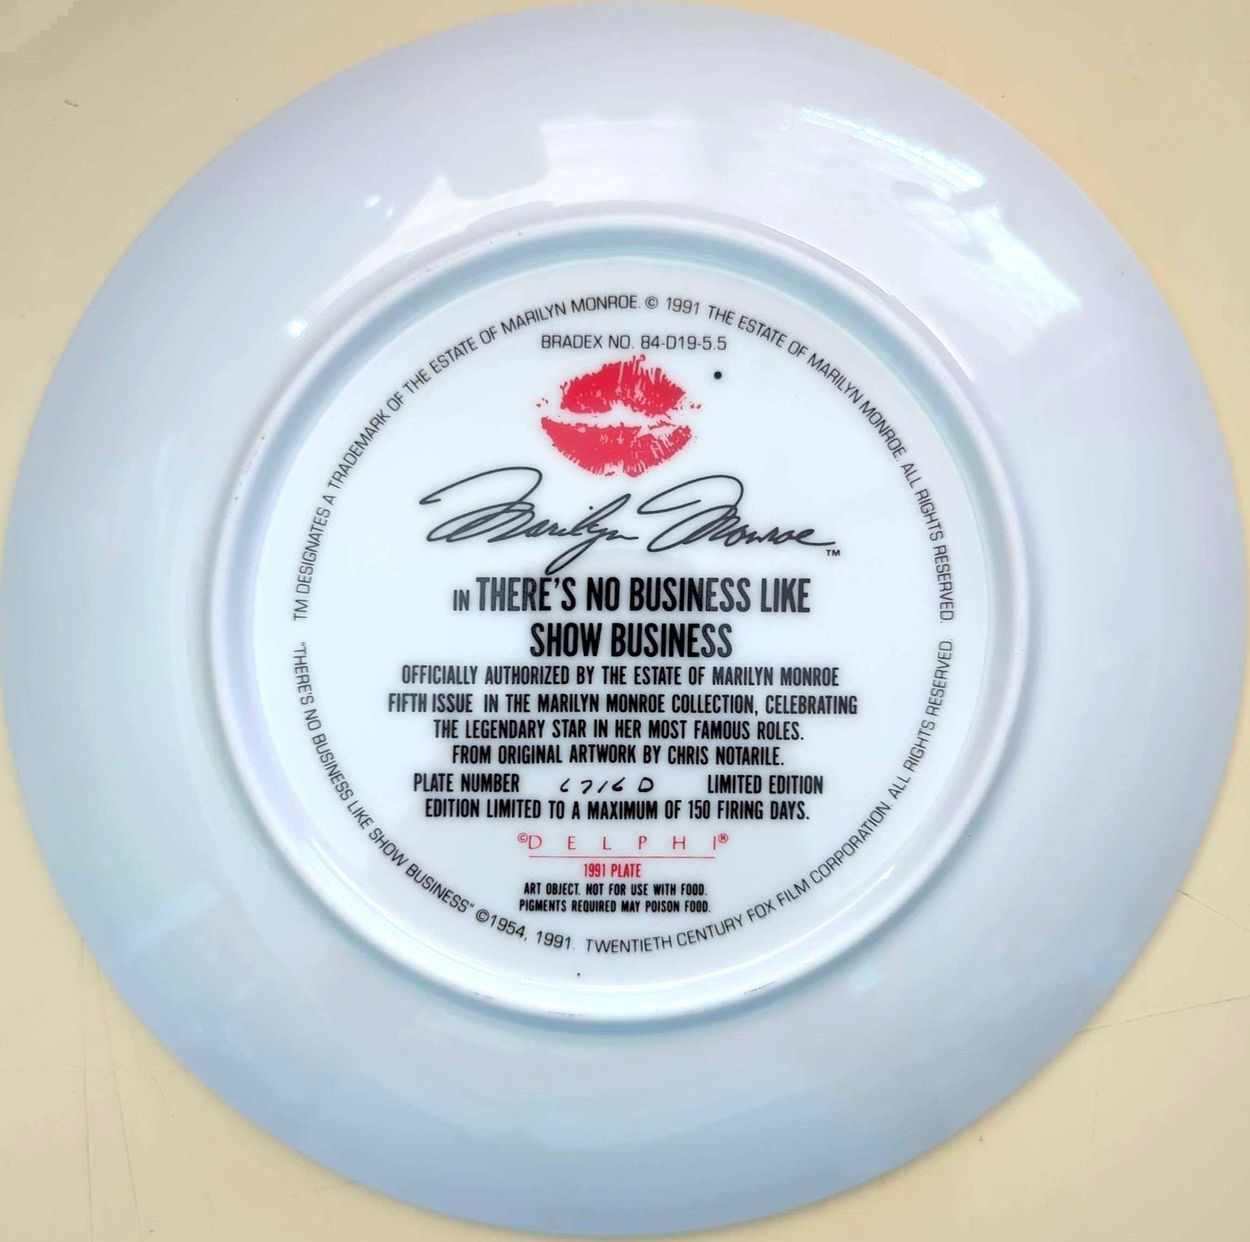 TM DESIGNATES A TRADEMARK OF THE ESTATE OF MARILYN MONROE. © 1991 THE ESTATE OF MARILYN MONROE. ALL RIGHTS RESERVED.
BRADEX NO. 84-D19-5.5
Marilyn Monroe™
IN THERE'S NO BUSINESS LIKE
SHOW BUSINESS
OFFICIALLY AUTHORIZED BY THE ESTATE OF MARILYN MONROE
FIFTH ISSUE IN THE MARILYN MONROE COLLECTION, CELEBRATING
THE LEGENDARY STAR IN HER MOST FAMOUS ROLES.
FROM ORIGINAL ARTWORK BY CHRIS NOTARILE.
PLATE NUMBER 6716 D LIMITED EDITION
EDITION LIMITED TO A MAXIMUM OF 150 FIRING DAYS.
©DELPHI®
1991 PLATE
ART OBJECT. NOT FOR USE WITH FOOD.
PIGMENTS REQUIRED MAY POISON FOOD.
"THERE'S NO BUSINESS LIKE SHOW BUSINESS" ©1954, 1991. TWENTIETH CENTURY FOX FILM CORPORATION. ALL RIGHTS RESERVED